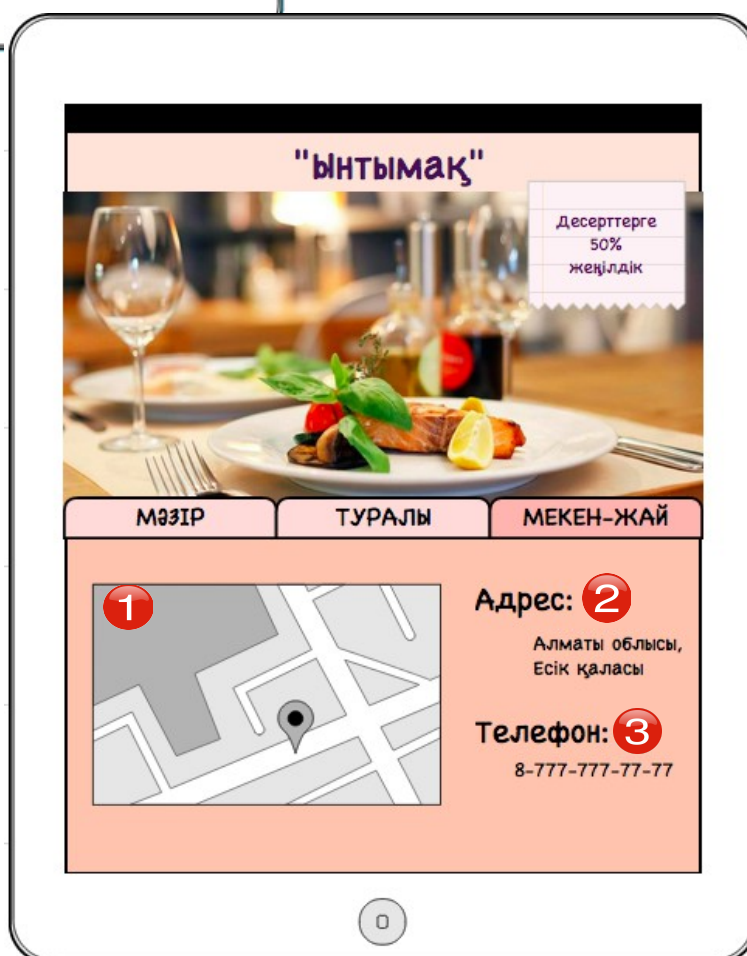 "Ынтымақ"
Десерттерге
50%
жеңілдік
МӘЗІР
ТУРАЛЫ
МЕКЕН-ЖАЙ
1
Адрес: 2
Алматы облысы,
Есік қаласы
Телефон: 3
8-777-777-77-77